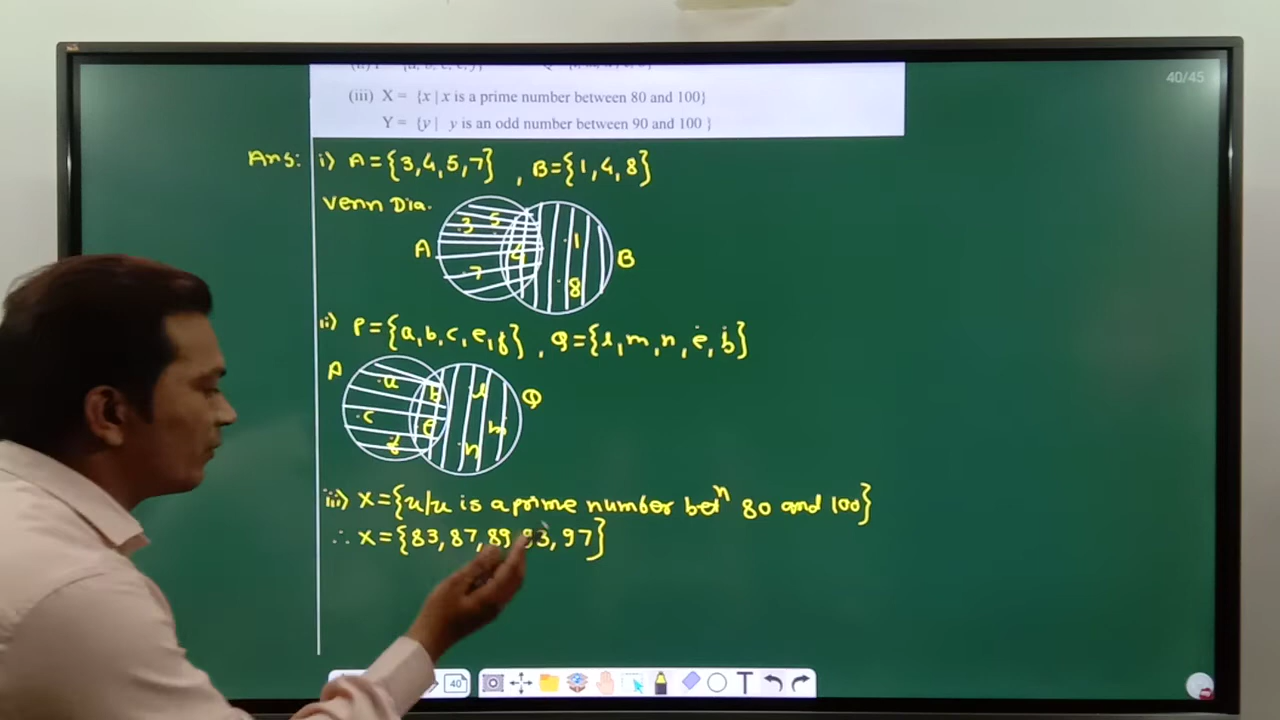 40/45
(iii) X = {x | x is a prime number between 80 and 100}
Y = {y | y is an odd number between 90 and 100 }
Ans: i) A={3,4,5,7} , B={1,4,8}
Venn Dia.
3 5 1
A 4 B
7 8
ii) P={a,b,c,e,f} , Q={l,m,n,e,b}
P a b l Q
c e m
f n
iii) X={x/x is a prime number betn 80 and 100}
∴ X={83,87,89,93,97}
40 T